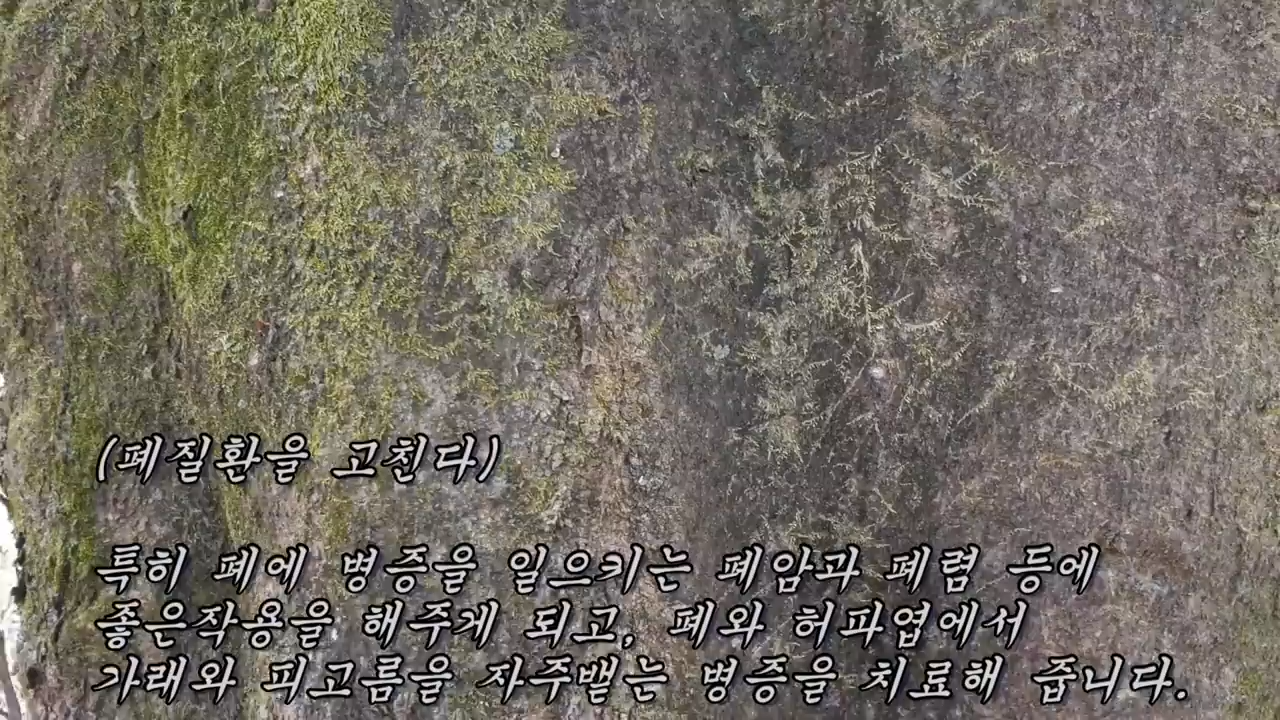 (폐질환을 고친다)
특히 폐에 병증을 일으키는 폐암과 폐렴 등에
좋은작용을 해주게 되고, 폐와 허파엽에서
가래와 피고름을 자주뱉는 병증을 치료해 줍니다.